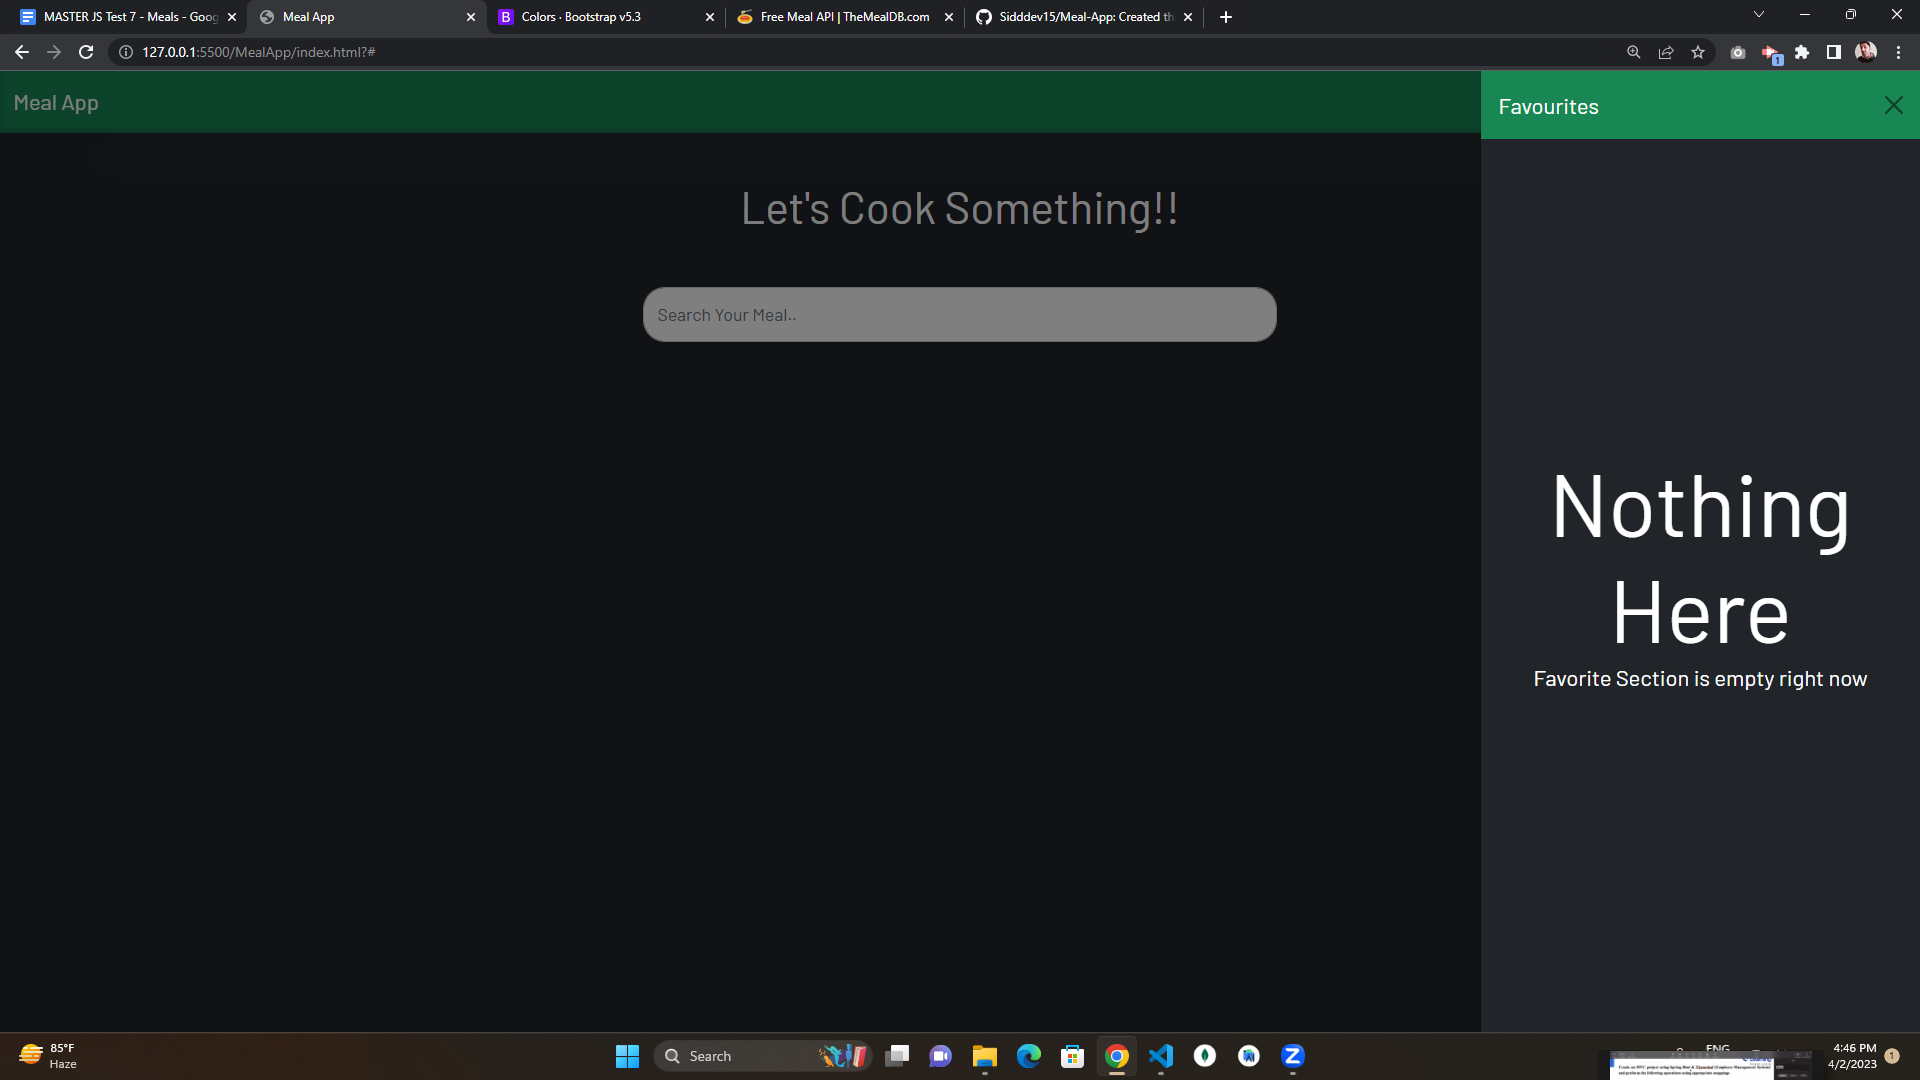 MASTER JS Test 7 - Meals - Goog
Meal App
Colors · Bootstrap v5.3
Free Meal API | TheMealDB.com
Sidddev15/Meal-App: Created th
127.0.0.1:5500/MealApp/index.html?#
1
Meal App
Favourites
Let's Cook Something!!
Search Your Meal..
Nothing
Here
Favorite Section is empty right now
85°F
Haze
Search
ENG
4:46 PM
4/2/2023
1